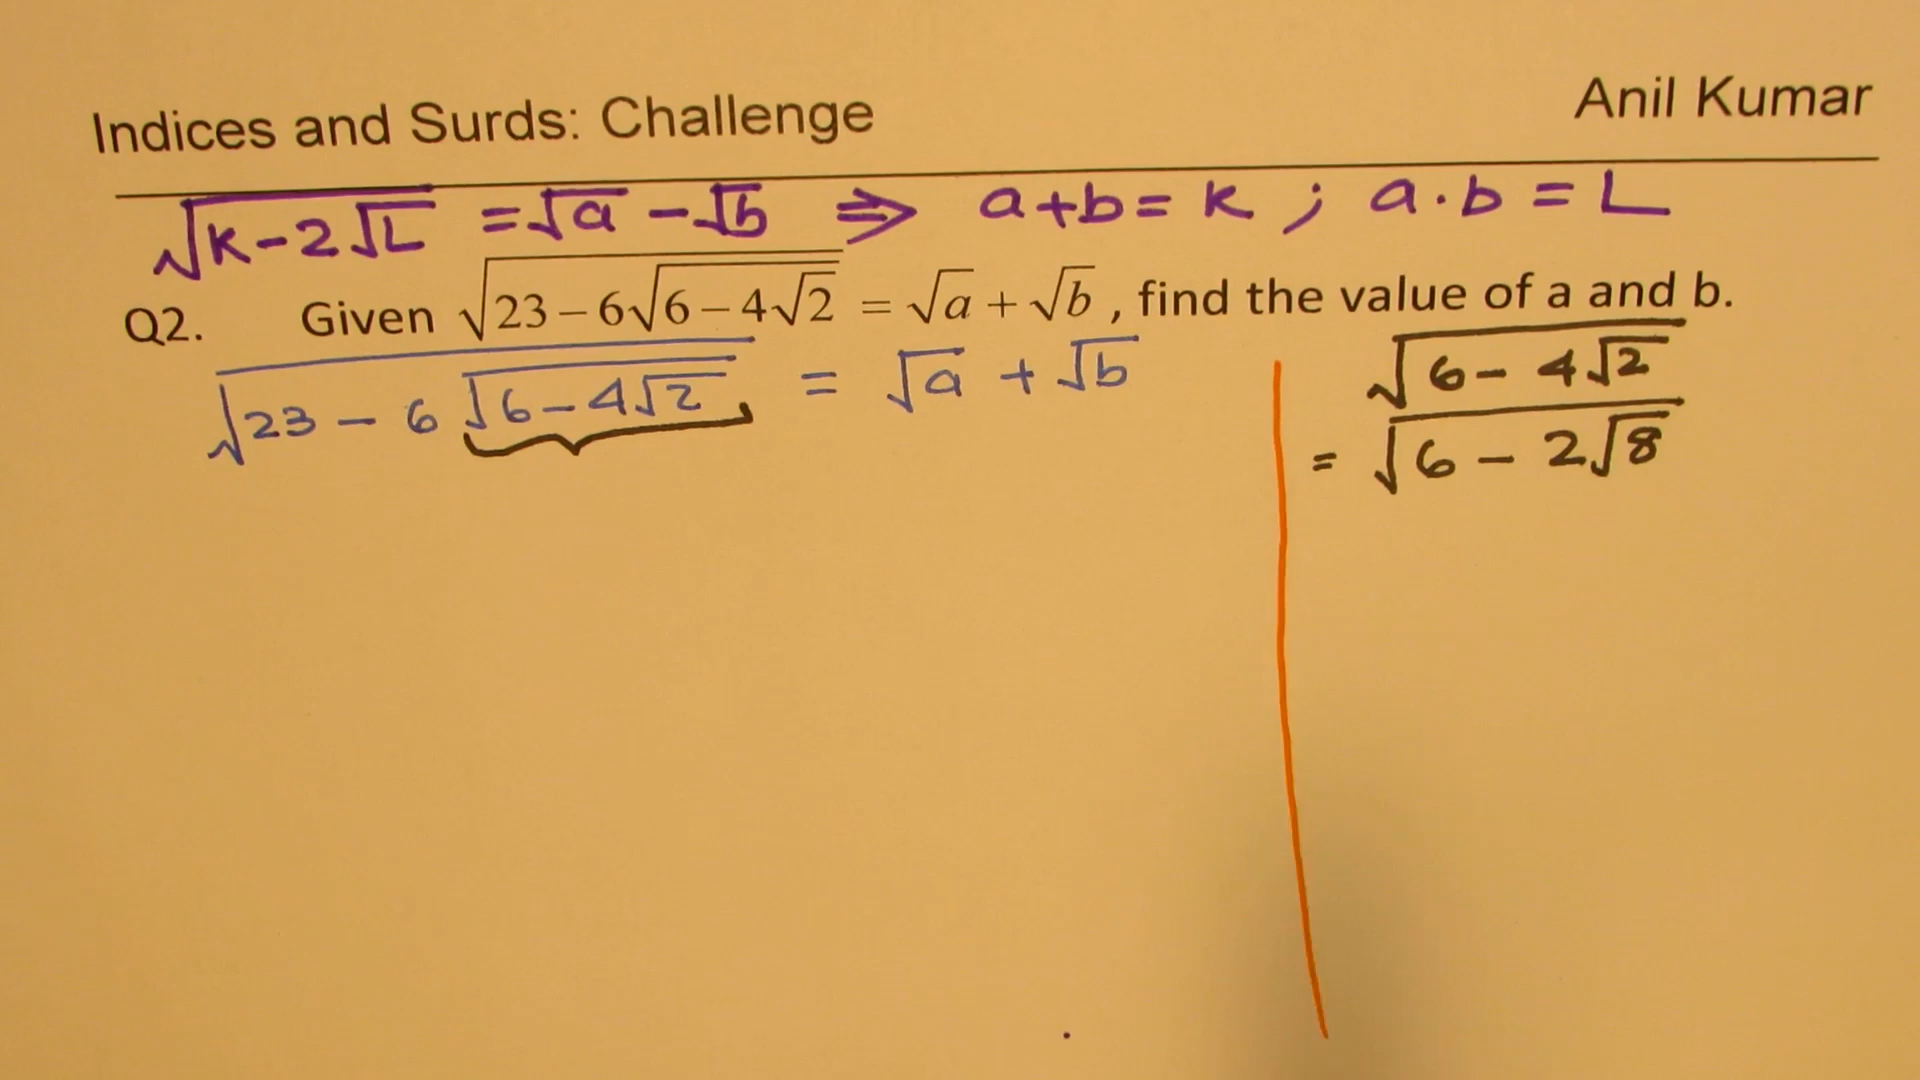 Indices and Surds: Challenge Anil Kumar
√(K-2√L) = √a - √b ⇒ a+b = K ; a·b = L
Q2. Given √(23-6√(6-4√2)) = √a + √b, find the value of a and b.
√(23 - 6√(6-4√2)) = √a + √b
√(6 - 4√2)
= √(6 - 2√8)